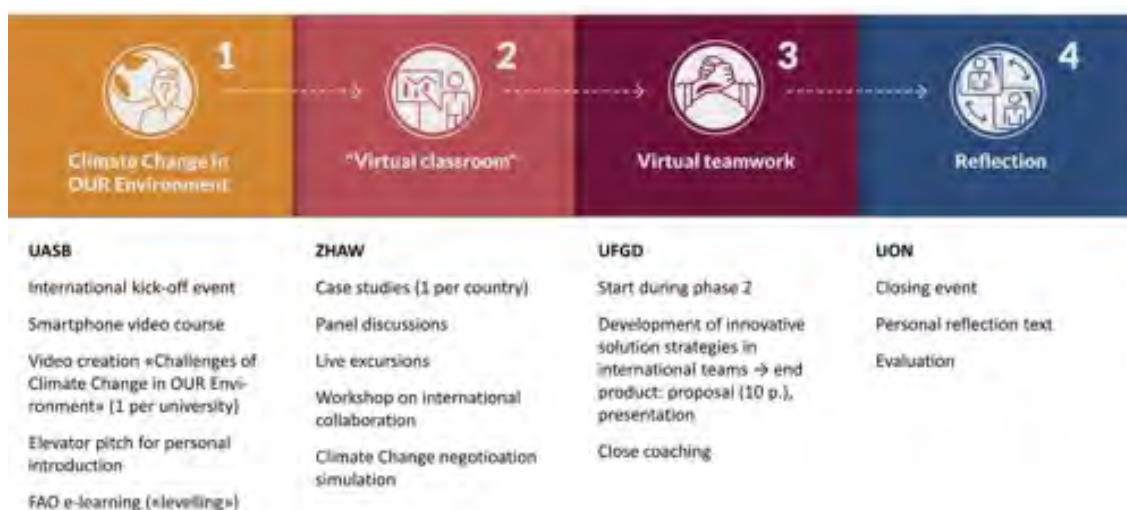 1
Climate Change in
OUR Environment
2
"Virtual classroom"
3
Virtual teamwork
4
Reflection
UASB
International kick-off event
Smartphone video course
Video creation «Challenges of
Climate Change in OUR Envi-
ronment» (1 per university)
Elevator pitch for personal
introduction
FAO e-learning («levelling»)
ZHAW
Case studies (1 per country)
Panel discussions
Live excursions
Workshop on international
collaboration
Climate Change negotioation
simulation
UFGD
Start during phase 2
Development of innovative
solution strategies in
international teams → end
product: proposal (10 p.),
presentation
Close coaching
UON
Closing event
Personal reflection text
Evaluation